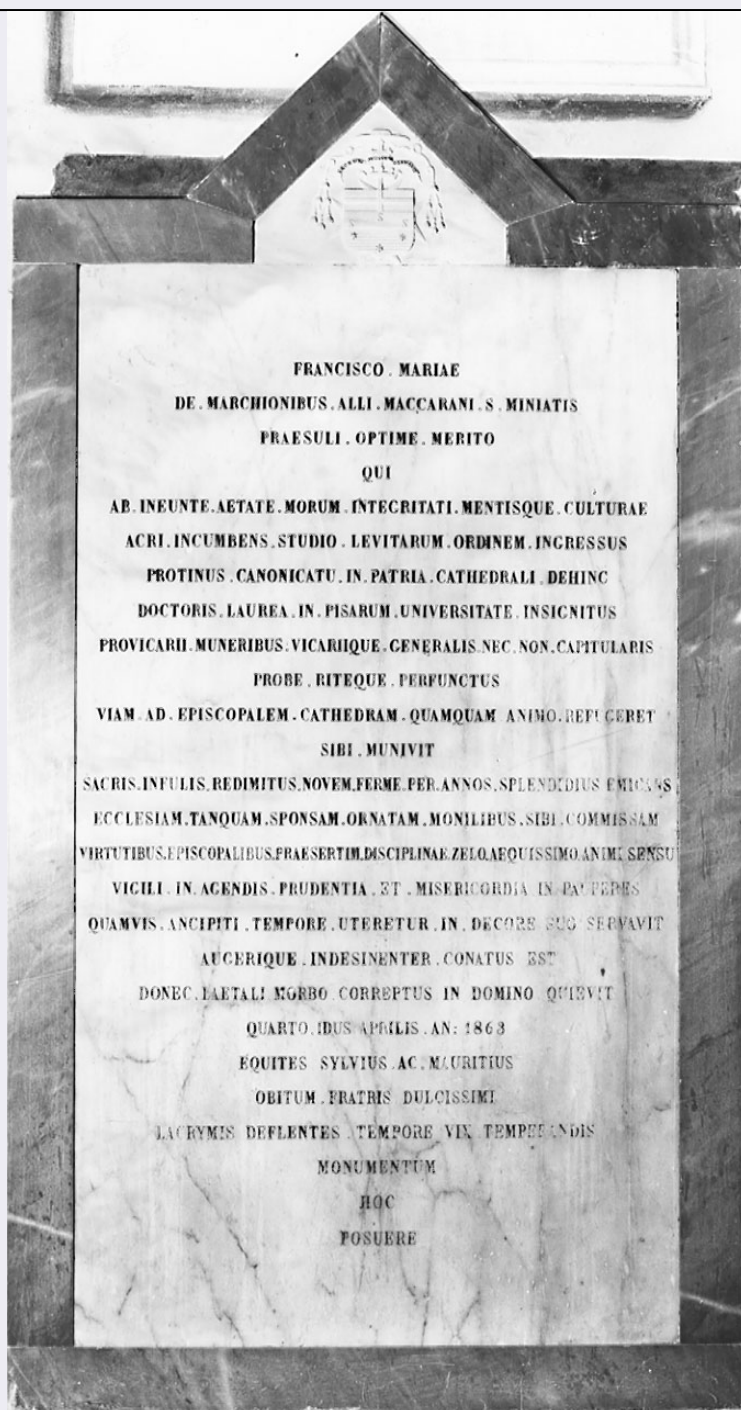 FRANCISCO . MARIAE
DE . MARCHIONIBUS . ALLI . MACCARANI . S . MINIATIS
PRAESULI . OPTIME . MERITO
QUI
AB . INEUNTE . AETATE . MORUM . INTEGRITATI . MENTISQUE . CULTURAE
ACRI . INCUMBENS . STUDIO . LEVITARUM . ORDINEM . INGRESSUS
PROTINUS . CANONICATU . IN . PATRIA . CATHEDRALI . DEHINC
DOCTORIS . LAUREA . IN . PISARUM . UNIVERSITATE . INSIGNITUS
PROVICARII . MUNERIBUS . VICARIIQUE . GENERALIS . NEC . NON . CAPITULARIS
PROBE . RITEQUE . PERFUNCTUS
VIAM . AD . EPISCOPALEM . CATHEDRAM . QUAMQUAM ANIMO . REFUGERET
SIBI . MUNIVIT
SACRIS . INFULIS . REDIMITUS . NOVEM . FERME . PER . ANNOS . SPLENDIDIUS EMICANS
ECCLESIAM . TANQUAM . SPONSAM . ORNATAM . MONILIBUS . SIBI . COMMISSAM
VIRTUTIBUS . EPISCOPALIBUS . PRAESERTIM . DISCIPLINAE . ZELO . AEQUISSIMO . ANIMI SENSU
VIGILI . IN . AGENDIS . PRUDENTIA . ET . MISERICORDIA IN PAUPERES
QUAMVIS . ANCIPITI . TEMPORE . UTERETUR . IN . DECORE SUO SERVAVIT
AUGERIQUE . INDESINENTER . CONATUS EST
DONEC . LAETALI MORBO CORREPTUS IN DOMINO QUIEVIT
QUARTO . IDUS APRILIS . AN: 1863
EQUITES SYLVIUS . AC . MAURITIUS
OBITUM . FRATRIS DULCISSIMI
LACRYMIS DEFLENTES . TEMPORE VIX TEMPERANDIS
MONUMENTUM
HOC
POSUERE